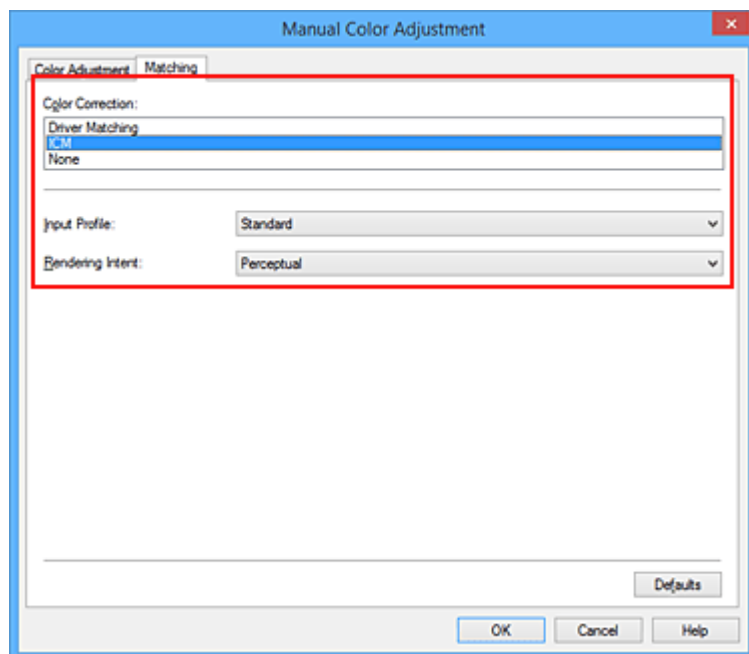 Manual Color Adjustment
Color Adjustment Matching
Color Correction:
Driver Matching
ICM
None
Input Profile: Standard
Rendering Intent: Perceptual
Defaults
OK Cancel Help